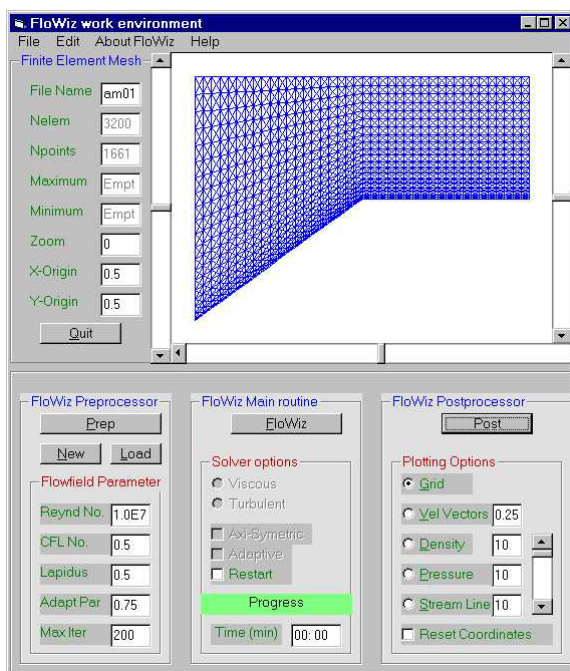 FloWiz work environment
File Edit About FloWiz Help
Finite Element Mesh
File Name am01
Nelem 3200
Npoints 1661
Maximum Empt
Minimum Empt
Zoom 0
X-Origin 0.5
Y-Origin 0.5
Quit
FloWiz Preprocessor
Prep
New Load
Flowfield Parameter
Reynd No. 1.0E7
CFL No. 0.5
Lapidus 0.5
Adapt Par 0.75
Max Iter 200
FloWiz Main routine
FloWiz
Solver options
Viscous
Turbulent
Axi-Symetric
Adaptive
Restart
Progress
Time (min) 00:00
FloWiz Postprocessor
Post
Plotting Options
Grid
Vel Vectors 0.25
Density 10
Pressure 10
Stream Line 10
Reset Coordinates